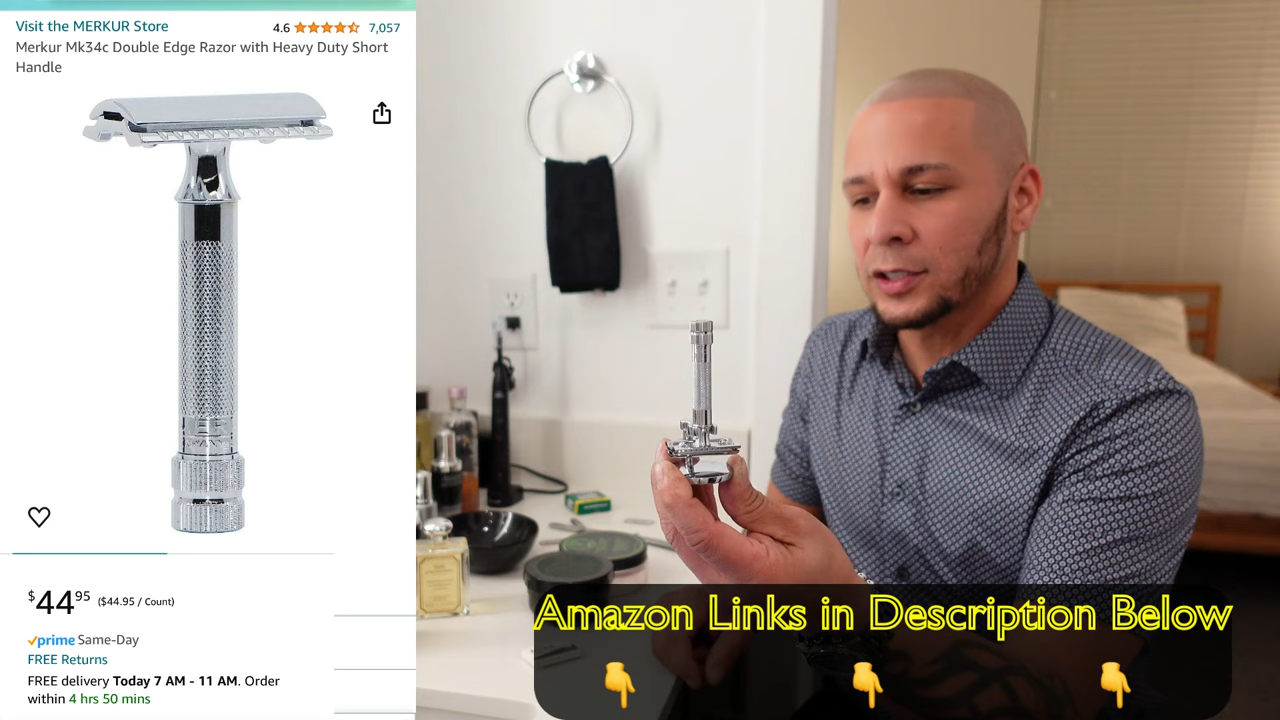 Visit the MERKUR Store
4.6 7,057
Merkur Mk34c Double Edge Razor with Heavy Duty Short
Handle
$44 95 ($44.95 / Count)
prime Same-Day
FREE Returns
FREE delivery Today 7 AM - 11 AM. Order
within 4 hrs 50 mins
Amazon Links in Description Below